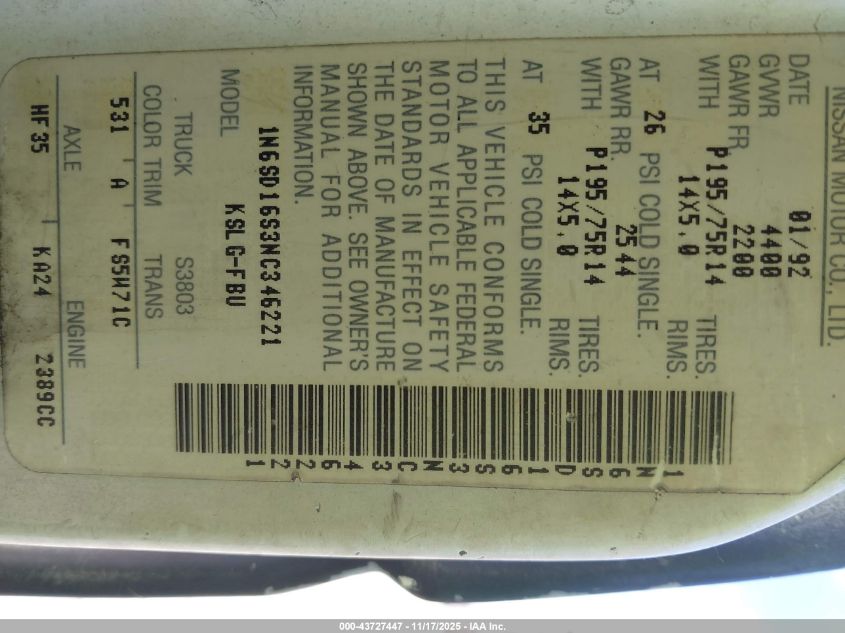 NISSAN MOTOR CO., LTD.
DATE 01/92
GVWR 4400
GAWR FR. 2200
WITH P195/75R14 TIRES.
14X5.0 RIMS.
AT 26 PSI COLD SINGLE.
GAWR RR. 2544
WITH P195/75R14 TIRES.
14X5.0 RIMS.
AT 35 PSI COLD SINGLE.
THIS VEHICLE CONFORMS
TO ALL APPLICABLE FEDERAL
MOTOR VEHICLE SAFETY
STANDARDS IN EFFECT ON
THE DATE OF MANUFACTURE
SHOWN ABOVE. SEE OWNER'S
MANUAL FOR ADDITIONAL
INFORMATION.
1N6SD16S3NC346221
MODEL KSLG-FBU
TRUCK S3803
COLOR TRIM TRANS
531 A FS5W71C
AXLE ENGINE
HF35 KA24 2389CC
1N6SD16S3NC346221
000-43727447 - 11/17/2025 - IAA Inc.